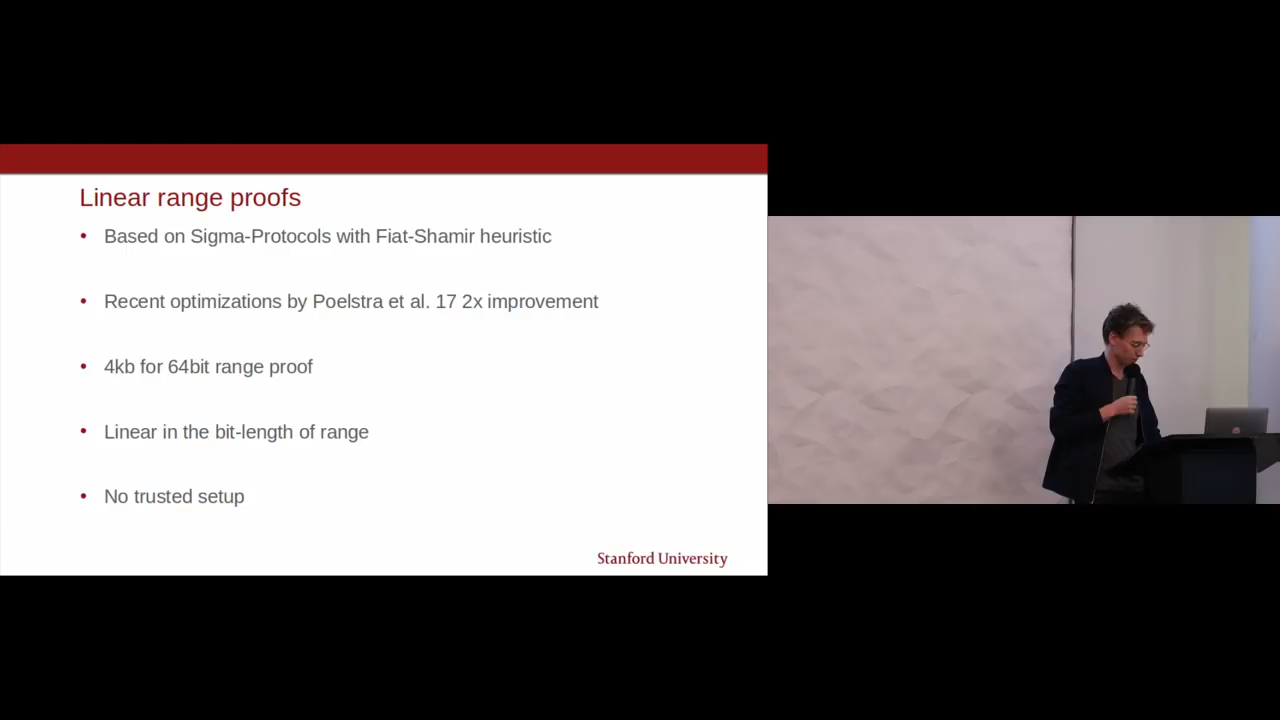 Linear range proofs
• Based on Sigma-Protocols with Fiat-Shamir heuristic
• Recent optimizations by Poelstra et al. 17 2x improvement
• 4kb for 64bit range proof
• Linear in the bit-length of range
• No trusted setup
Stanford University